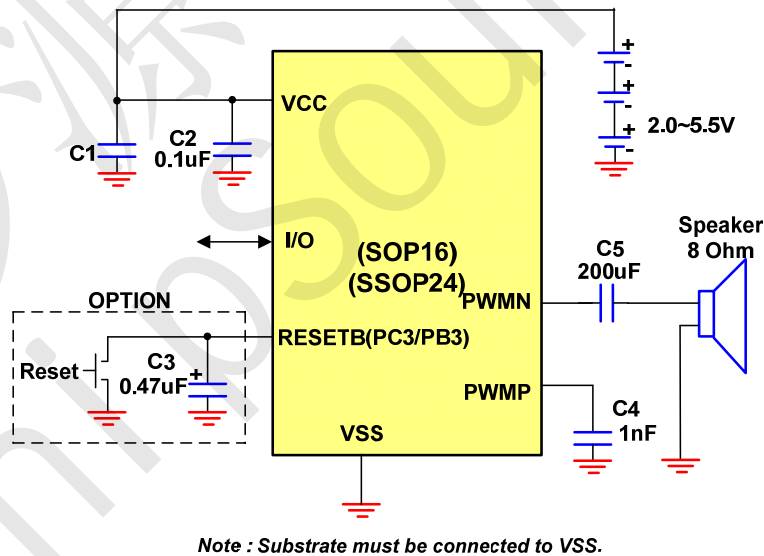 VCC
C1
C2
0.1uF
+
-
+
-
+
-
2.0~5.5V
I/O
(SOP16)
(SSOP24)
PWMN
C5
200uF
Speaker
8 Ohm
OPTION
RESETB(PC3/PB3)
Reset
C3
0.47uF
+
PWMP
C4
1nF
VSS
Note : Substrate must be connected to VSS.
源